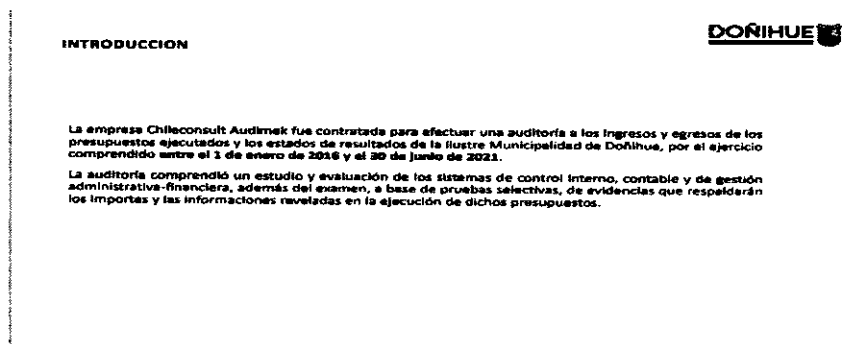 DOÑIHUE
INTRODUCCION
La empresa Chileconsult Audimek fue contratada para efectuar una auditoría a los ingresos y egresos de los
presupuestos ejecutados y los estados de resultados de la Ilustre Municipalidad de Doñihue, por el ejercicio
comprendido entre el 1 de enero de 2016 y el 30 de junio de 2021.
La auditoría comprendió un estudio y evaluación de los sistemas de control interno, contable y de gestión
administrativa-financiera, además del examen, a base de pruebas selectivas, de evidencias que respaldarán
los importes y las informaciones reveladas en la ejecución de dichos presupuestos.